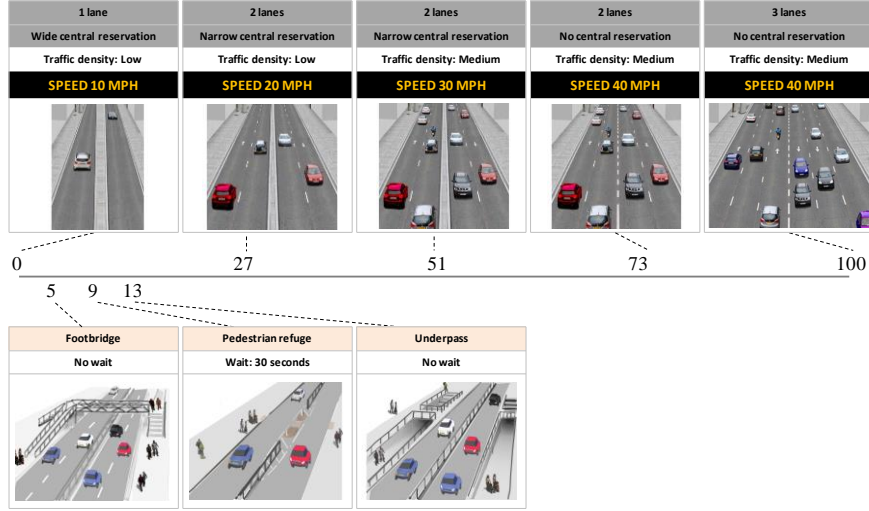 1 lane
Wide central reservation
Traffic density: Low
SPEED 10 MPH
2 lanes
Narrow central reservation
Traffic density: Low
SPEED 20 MPH
2 lanes
Narrow central reservation
Traffic density: Medium
SPEED 30 MPH
2 lanes
No central reservation
Traffic density: Medium
SPEED 40 MPH
3 lanes
No central reservation
Traffic density: Medium
SPEED 40 MPH
0 27 51 73 100
5 9 13
Footbridge
No wait
Pedestrian refuge
Wait: 30 seconds
Underpass
No wait